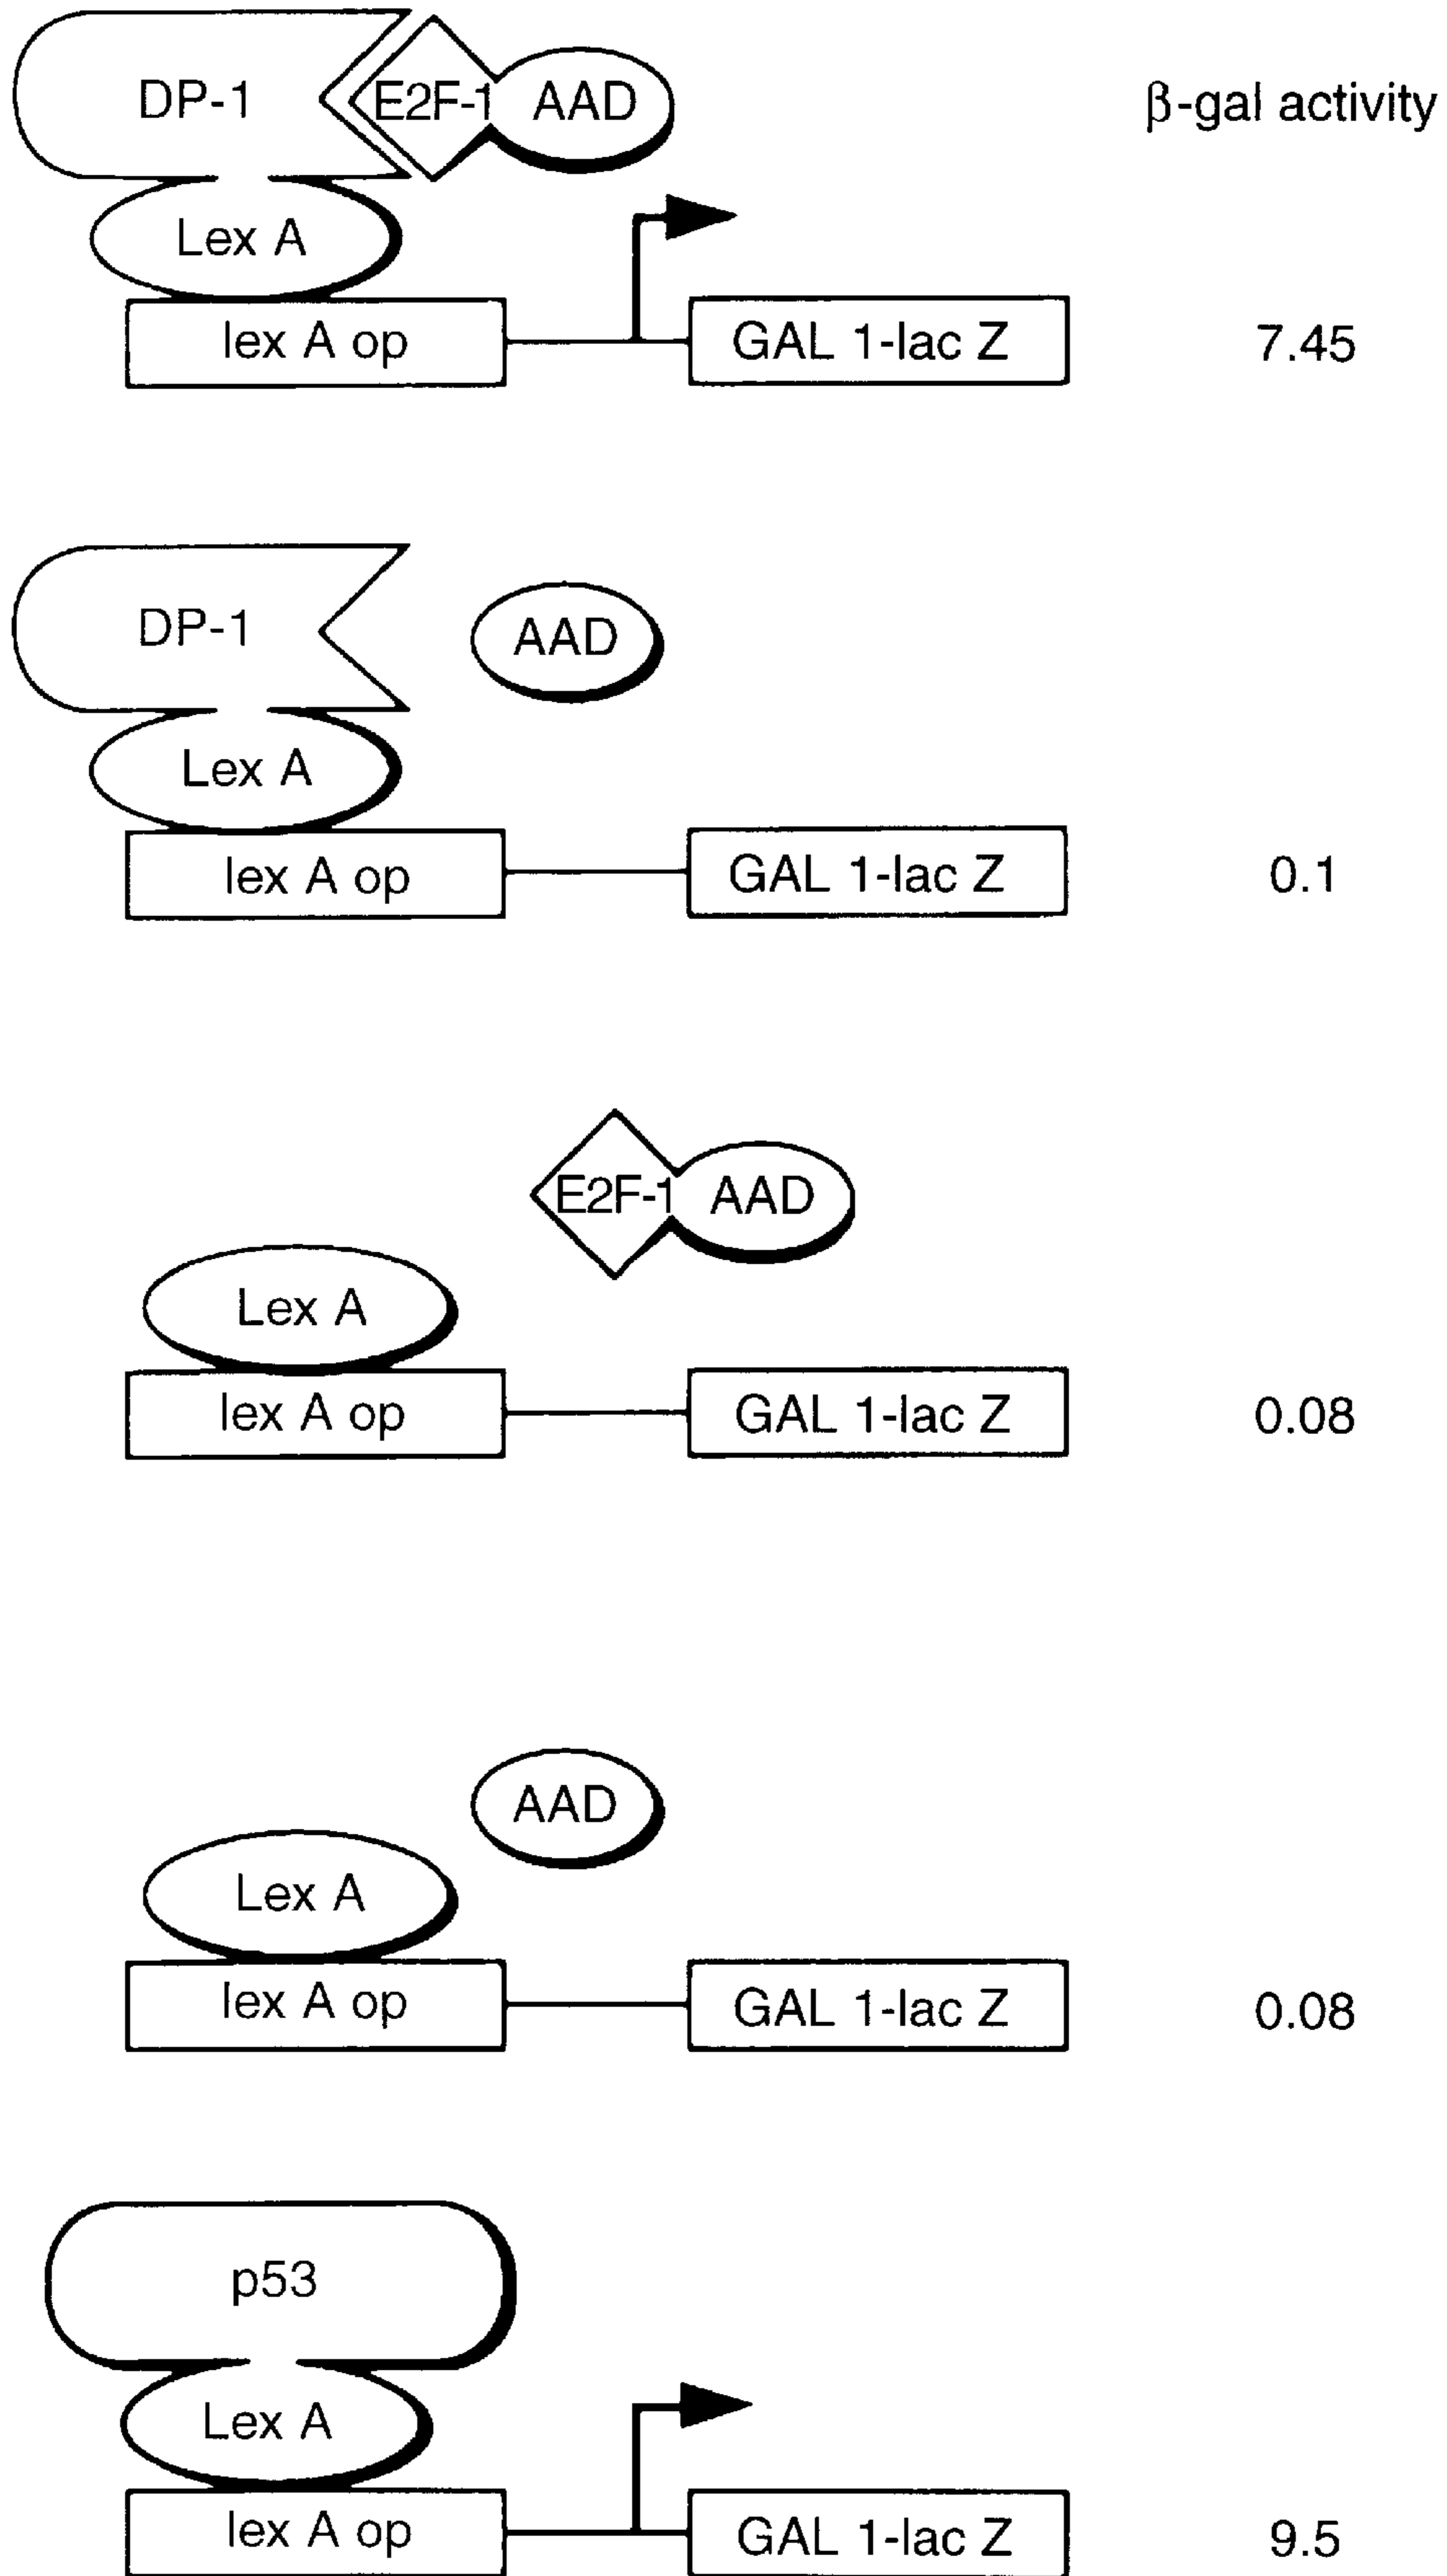 DP-1 E2F-1 AAD β-gal activity
Lex A
lex A op GAL 1-lac Z 7.45
DP-1 AAD
Lex A
lex A op GAL 1-lac Z 0.1
E2F-1 AAD
Lex A
lex A op GAL 1-lac Z 0.08
AAD
Lex A
lex A op GAL 1-lac Z 0.08
p53
Lex A
lex A op GAL 1-lac Z 9.5